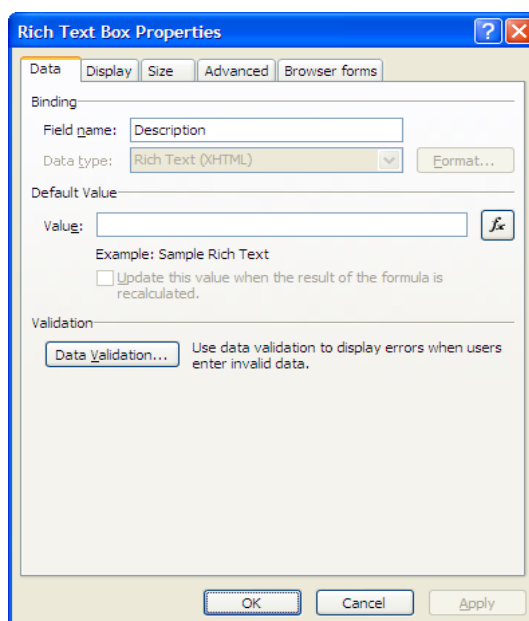 Rich Text Box Properties
?
Data Display Size Advanced Browser forms
Binding
Field name: Description
Data type: Rich Text (XHTML) Format...
Default Value
Value: fx
Example: Sample Rich Text
Update this value when the result of the formula is
recalculated.
Validation
Data Validation... Use data validation to display errors when users
enter invalid data.
OK Cancel Apply